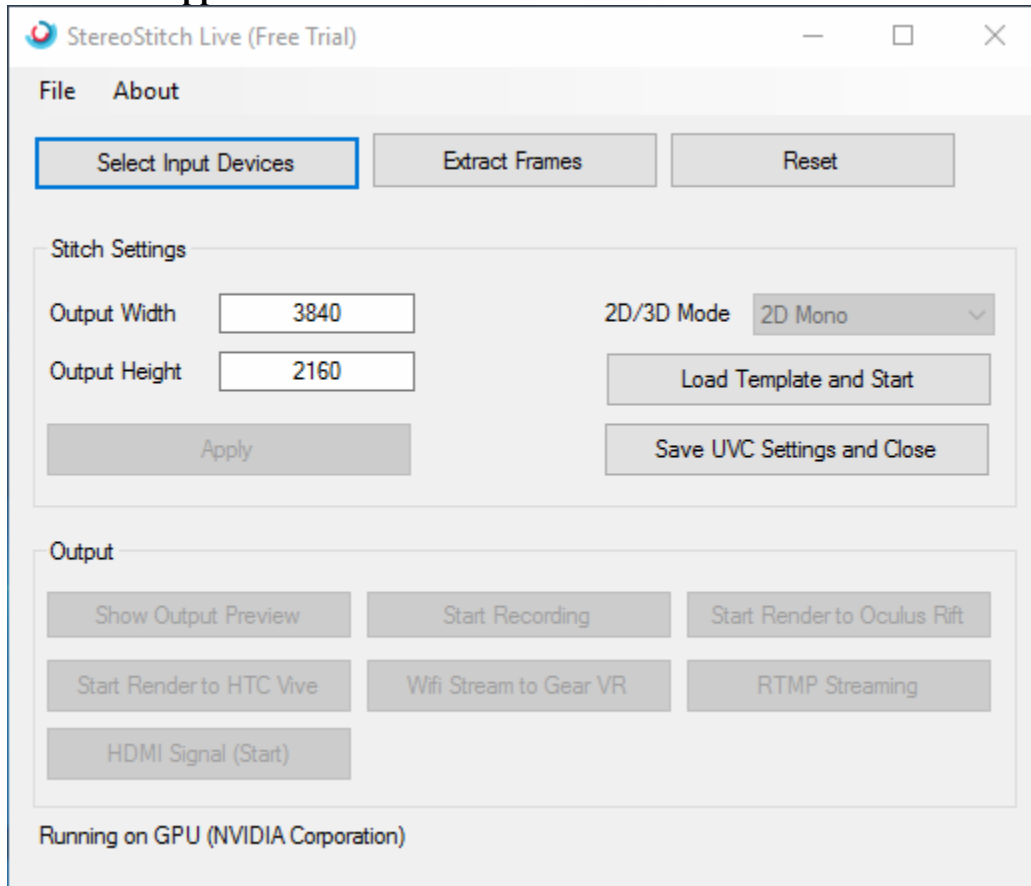 StereoStitch Live (Free Trial)
File About
Select Input Devices Extract Frames Reset
Stitch Settings
Output Width 3840 2D/3D Mode 2D Mono
Output Height 2160 Load Template and Start
Apply Save UVC Settings and Close
Output
Show Output Preview Start Recording Start Render to Oculus Rift
Start Render to HTC Vive Wifi Stream to Gear VR RTMP Streaming
HDMI Signal (Start)
Running on GPU (NVIDIA Corporation)